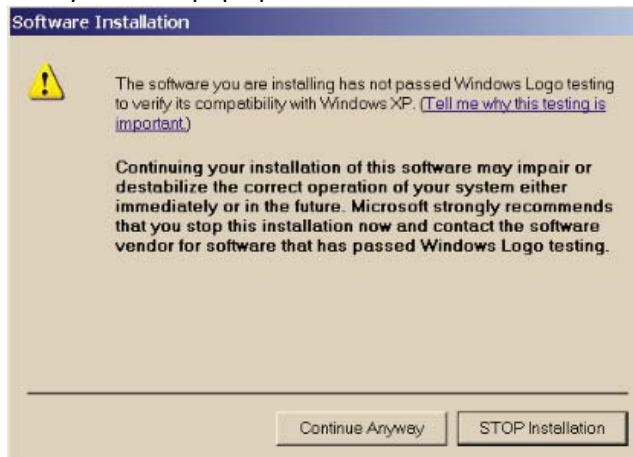 Software Installation
The software you are installing has not passed Windows Logo testing
to verify its compatibility with Windows XP. (Tell me why this testing is
important.)
Continuing your installation of this software may impair or
destabilize the correct operation of your system either
immediately or in the future. Microsoft strongly recommends
that you stop this installation now and contact the software
vendor for software that has passed Windows Logo testing.
Continue Anyway STOP Installation